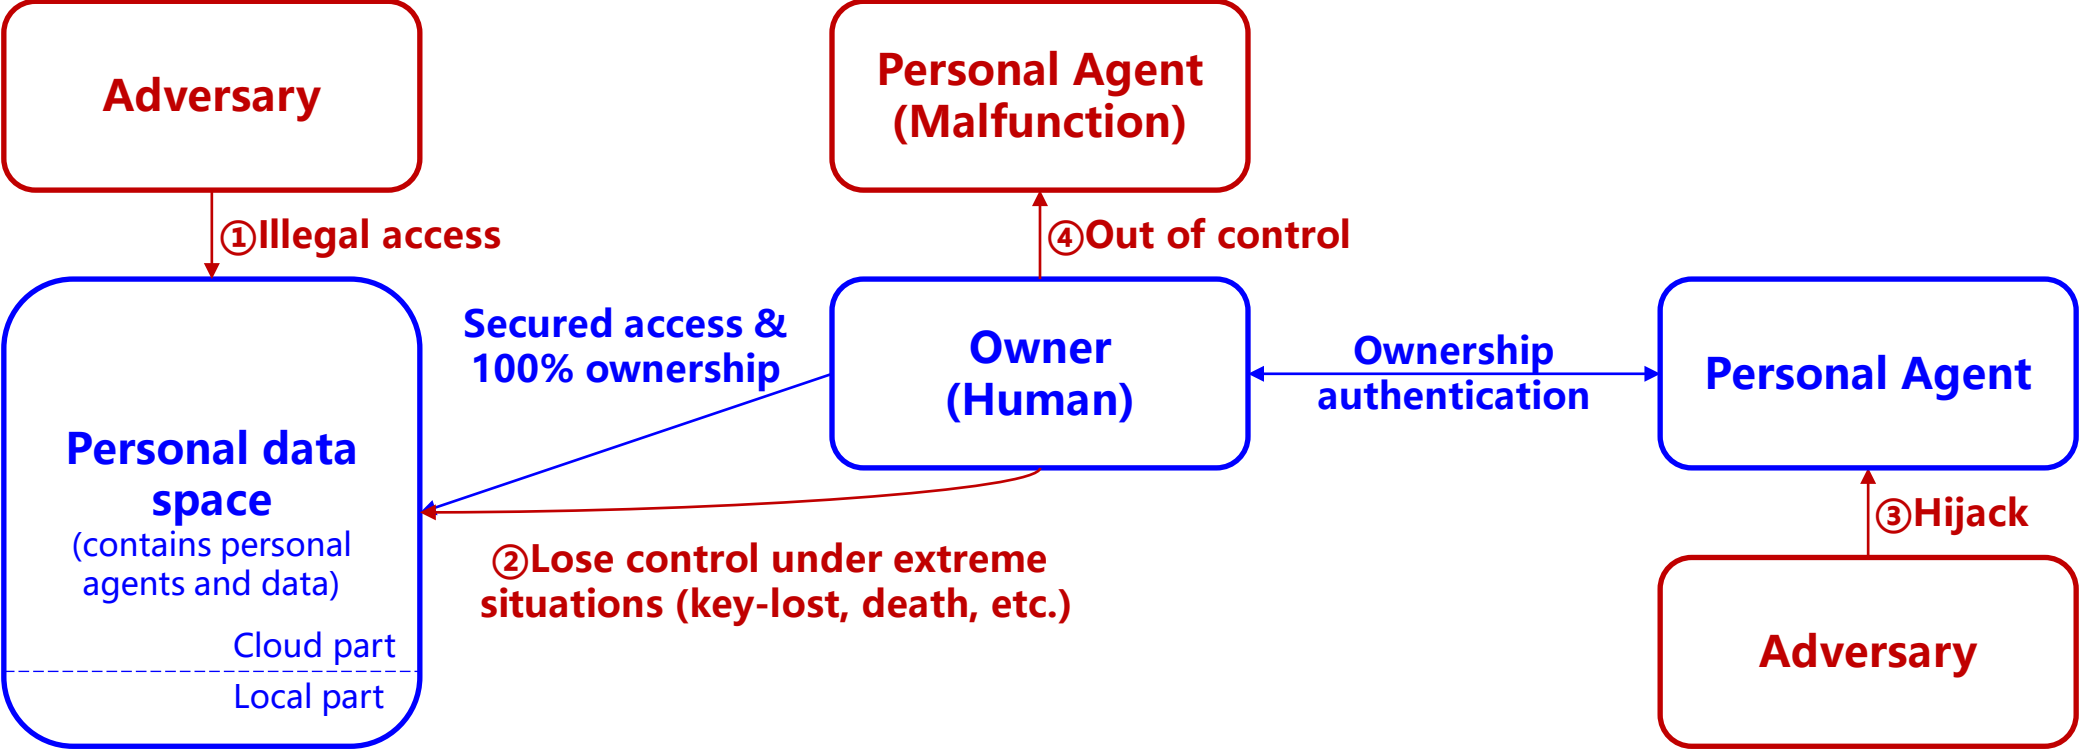 Adversary
Personal Agent
(Malfunction)
①Illegal access
④Out of control
Secured access &
100% ownership
Owner
(Human)
Ownership
authentication
Personal Agent
Personal data
space
(contains personal
agents and data)
Cloud part
Local part
②Lose control under extreme
situations (key-lost, death, etc.)
③Hijack
Adversary